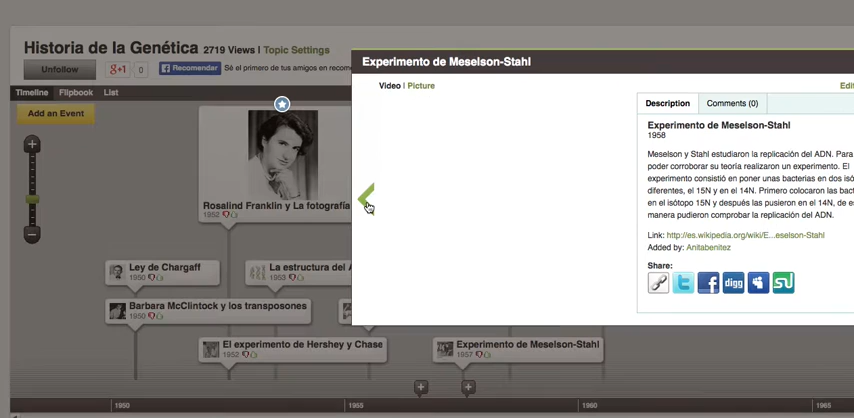 Historia de la Genética 2719 Views | Topic Settings
Unfollow
g+1 0
Recomendar
Sé el primero de tus amigos en
Timeline Flipbook List
Add an Event
Rosalind Franklin y La fotografía
1952
Ley de Chargaff
1950
La estructura del
1953
Barbara McClintock y los transposones
1950
El experimento de Hershey y Chase
1952
Experimento de Meselson-Stahl
1957
1950 1955 1960 1965
Experimento de Meselson-Stahl
Video | Picture
Description Comments (0)
Experimento de Meselson-Stahl
1958
Meselson y Stahl estudiaron la replicación del ADN. Para
poder corroborar su teoría realizaron un experimento. El
experimento consistió en poner unas bacterias en dos
diferentes, el 15N y en el 14N. Primero colocaron las
en el isótopo 15N y después las pusieron en el 14N, de
manera pudieron comprobar la replicación del ADN.
Link: http://es.wikipedia.org/wiki/E...eselson-Stahl
Added by: Anitabenitez
Share:
digg